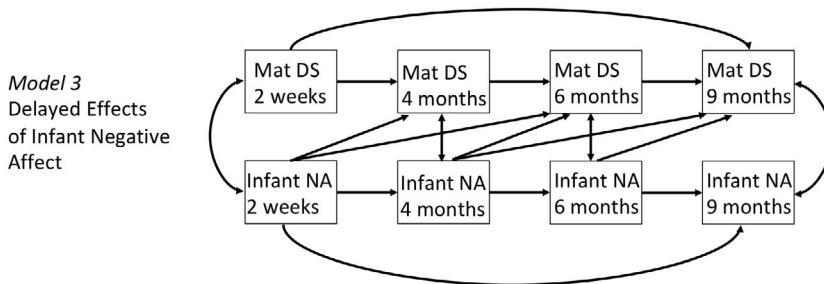 Model 3
Delayed Effects
of Infant Negative
Affect
Mat DS
2 weeks
Mat DS
4 months
Mat DS
6 months
Mat DS
9 months
Infant NA
2 weeks
Infant NA
4 months
Infant NA
6 months
Infant NA
9 months